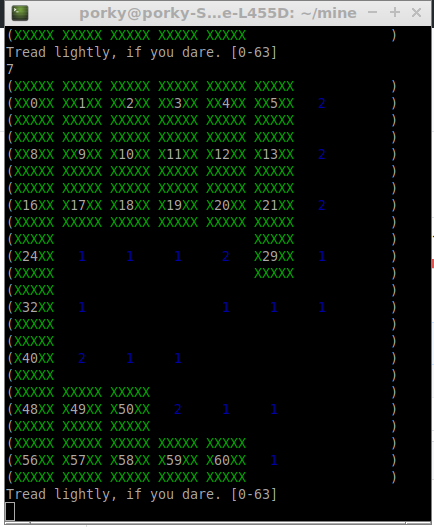 porky@porky-S...e-L455D: ~/mine
(XXXXX XXXXX XXXXX XXXXX XXXXX )
Tread lightly, if you dare. [0-63]
7
(XXXXX XXXXX XXXXX XXXXX XXXXX XXXXX )
(XX0XX XX1XX XX2XX XX3XX XX4XX XX5XX 2 )
(XXXXX XXXXX XXXXX XXXXX XXXXX XXXXX )
(XXXXX XXXXX XXXXX XXXXX XXXXX XXXXX )
(XX8XX XX9XX X10XX X11XX X12XX X13XX 2 )
(XXXXX XXXXX XXXXX XXXXX XXXXX XXXXX )
(XXXXX XXXXX XXXXX XXXXX XXXXX XXXXX )
(X16XX X17XX X18XX X19XX X20XX X21XX 2 )
(XXXXX XXXXX XXXXX XXXXX XXXXX XXXXX )
(XXXXX XXXXX )
(X24XX 1 1 1 2 X29XX 1 )
(XXXXX XXXXX )
(XXXXX )
(X32XX 1 1 1 1 )
(XXXXX )
(XXXXX )
(X40XX 2 1 1 )
(XXXXX )
(XXXXX XXXXX XXXXX )
(X48XX X49XX X50XX 2 1 1 )
(XXXXX XXXXX XXXXX )
(XXXXX XXXXX XXXXX XXXXX XXXXX )
(X56XX X57XX X58XX X59XX X60XX 1 )
(XXXXX XXXXX XXXXX XXXXX XXXXX )
Tread lightly, if you dare. [0-63]